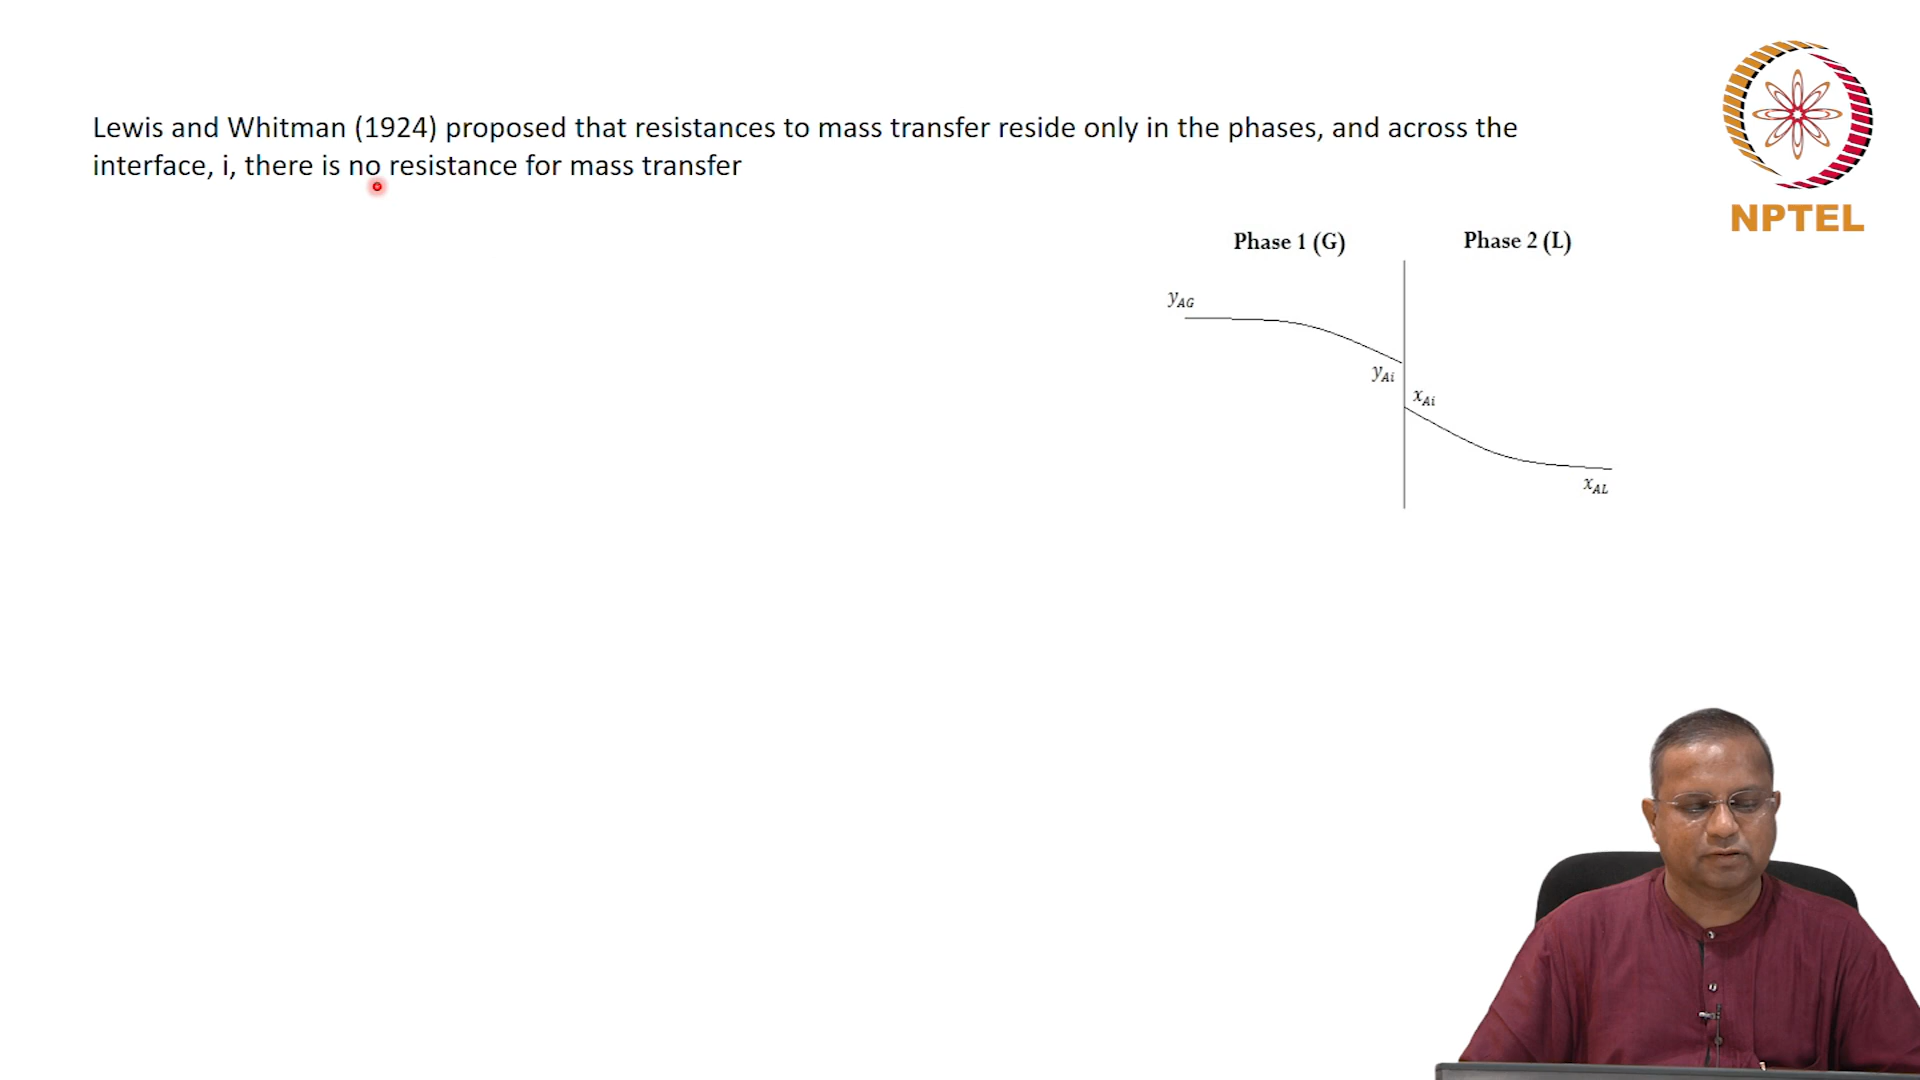 Lewis and Whitman (1924) proposed that resistances to mass transfer reside only in the phases, and across the
interface, i, there is no resistance for mass transfer
NPTEL
Phase 1 (G) Phase 2 (L)
yAG
yAi
xAi
xAL